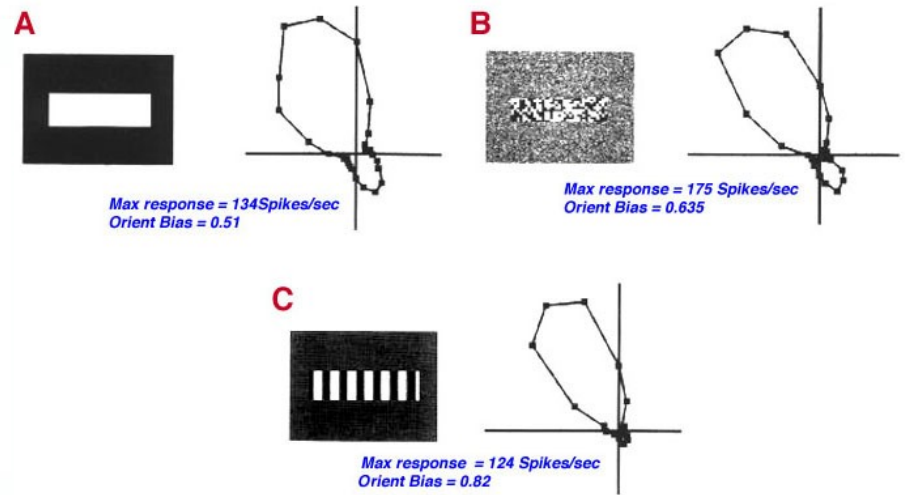 A
B
Max response = 134Spikes/sec
Orient Bias = 0.51
Max response = 175 Spikes/sec
Orient Bias = 0.635
C
Max response = 124 Spikes/sec
Orient Bias = 0.82